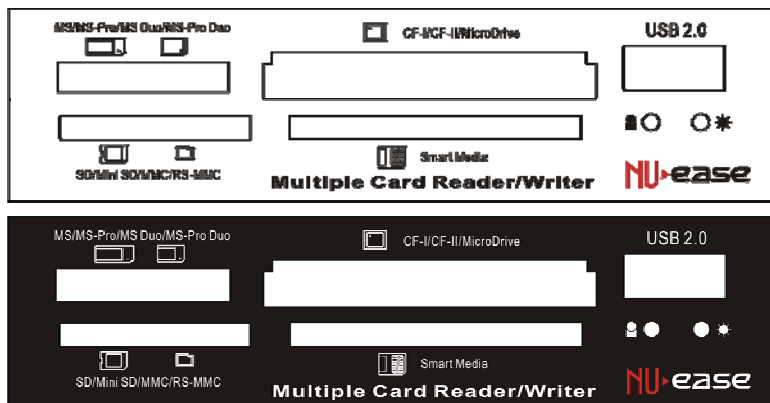 MS/MS-Pro/MS Duo/MS-Pro Duo
CF-I/CF-II/MicroDrive
USB 2.0
SD/Mini SD/MMC/RS-MMC
Smart Media
Multiple Card Reader/Writer
NU ease
MS/MS-Pro/MS Duo/MS-Pro Duo
CF-I/CF-II/MicroDrive
USB 2.0
SD/Mini SD/MMC/RS-MMC
Smart Media
Multiple Card Reader/Writer
NU ease